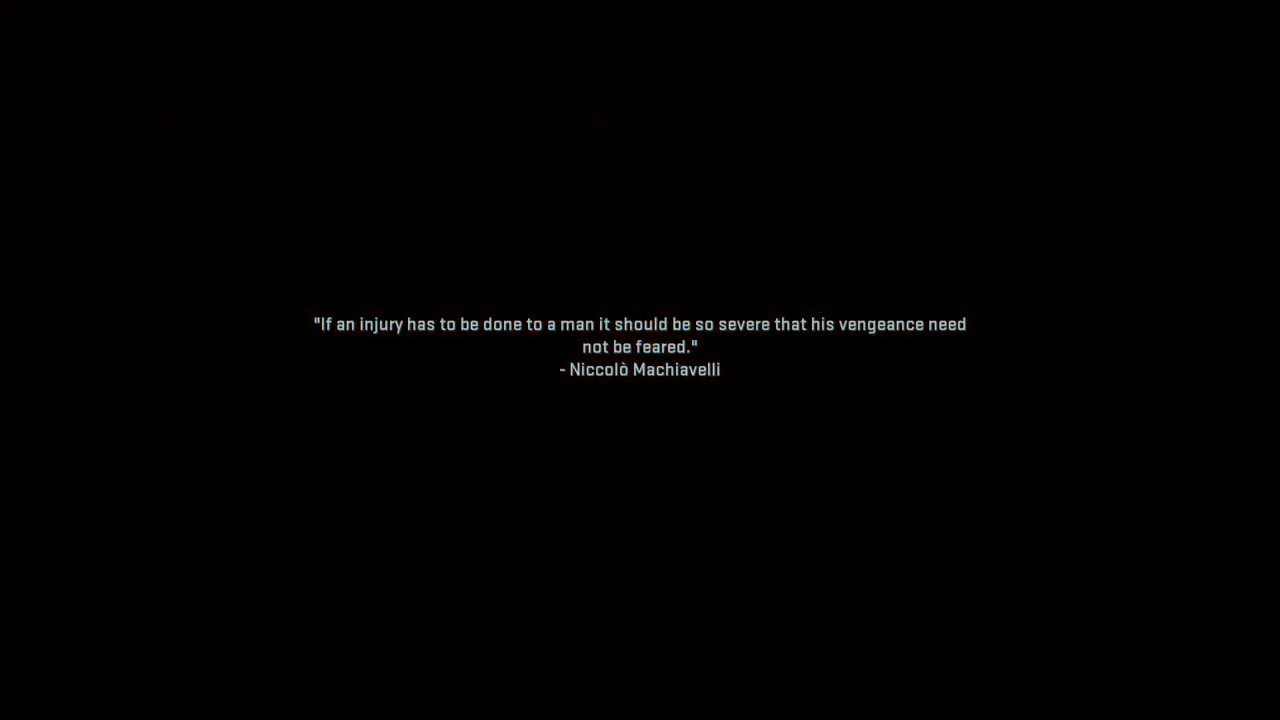 "If an injury has to be done to a man it should be so severe that his vengeance need
not be feared."
- Niccolò Machiavelli